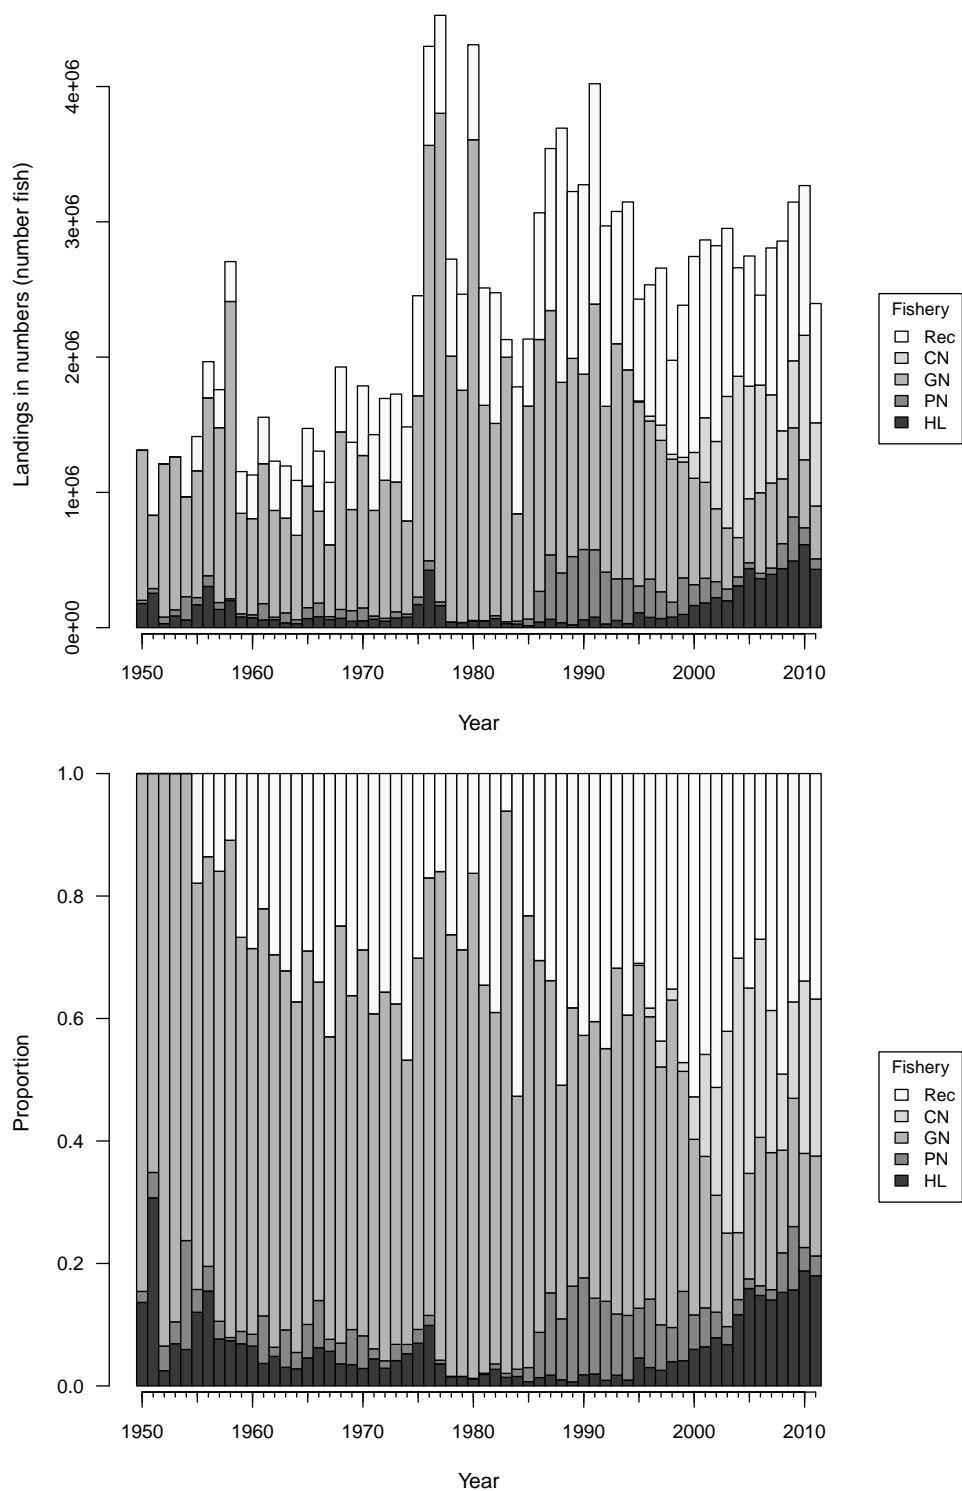 Landings in numbers (number fish)
4e+06
3e+06
2e+06
1e+06
0e+00
1950 1960 1970 1980 1990 2000 2010
Year
Fishery
Rec
CN
GN
PN
HL
Proportion
1.0
0.8
0.6
0.4
0.2
0.0
1950 1960 1970 1980 1990 2000 2010
Year
Fishery
Rec
CN
GN
PN
HL